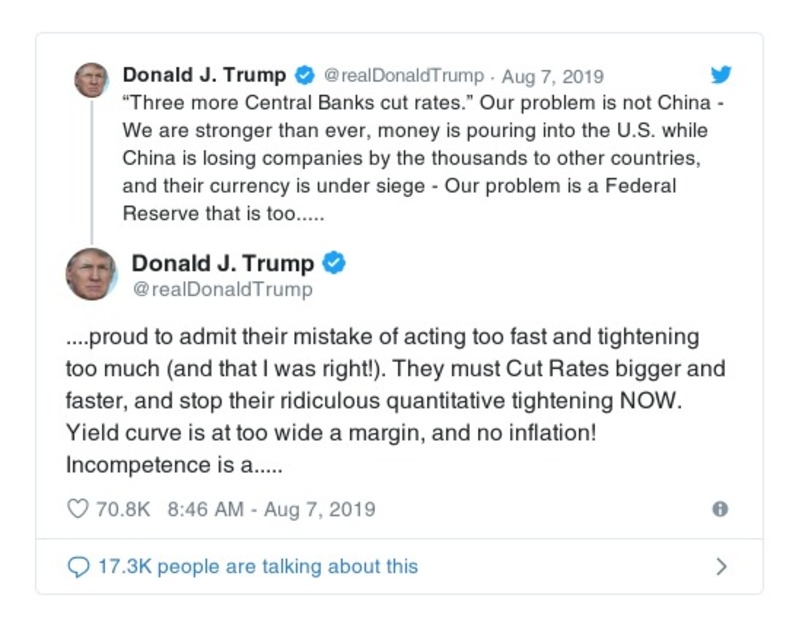 Donald J. Trump @realDonaldTrump · Aug 7, 2019
“Three more Central Banks cut rates.” Our problem is not China -
We are stronger than ever, money is pouring into the U.S. while
China is losing companies by the thousands to other countries,
and their currency is under siege - Our problem is a Federal
Reserve that is too.....
Donald J. Trump
@realDonaldTrump
....proud to admit their mistake of acting too fast and tightening
too much (and that I was right!). They must Cut Rates bigger and
faster, and stop their ridiculous quantitative tightening NOW.
Yield curve is at too wide a margin, and no inflation!
Incompetence is a.....
70.8K 8:46 AM - Aug 7, 2019
17.3K people are talking about this